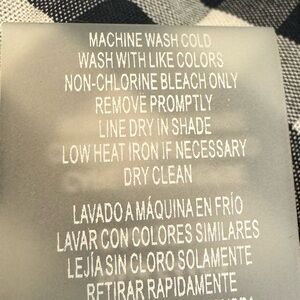 MACHINE WASH COLD
WASH WITH LIKE COLORS
NON-CHLORINE BLEACH ONLY
REMOVE PROMPTLY
LINE DRY IN SHADE
LOW HEAT IRON IF NECESSARY
DRY CLEAN
LAVADO A MÁQUINA EN FRÍO
LAVAR CON COLORES SIMILARES
LEJÍA SIN CLORO SOLAMENTE
RETIRAR RAPIDAMENTE